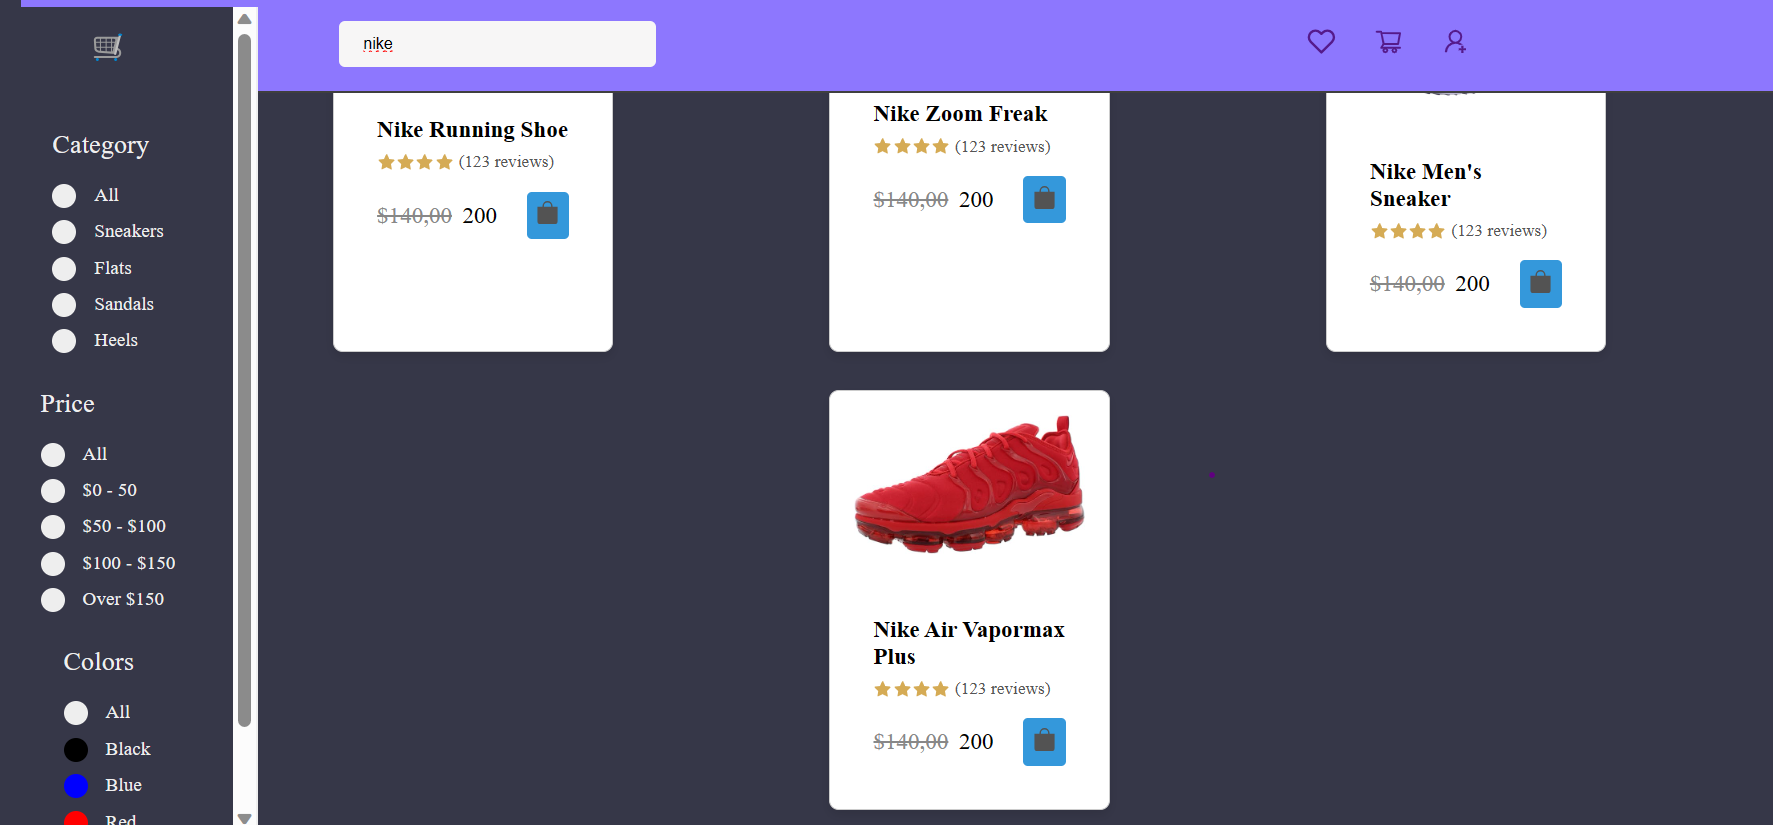 nike
Category
All
Sneakers
Flats
Sandals
Heels
Price
All
$0 - 50
$50 - $100
$100 - $150
Over $150
Colors
All
Black
Blue
Red
Nike Running Shoe
(123 reviews)
$140,00 200
Nike Zoom Freak
(123 reviews)
$140,00 200
Nike Men's
Sneaker
(123 reviews)
$140,00 200
Nike Air Vapormax
Plus
(123 reviews)
$140,00 200